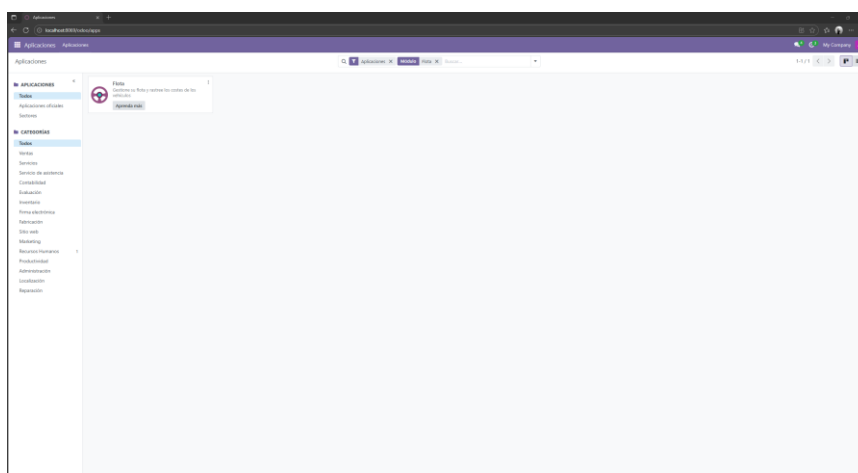 Aplicaciones
localhost:8069/odoo/apps
Aplicaciones Aplicaciones My Company
Aplicaciones
Aplicaciones Módulo Flota Buscar... 1-1 / 1
APLICACIONES
Todos
Aplicaciones oficiales
Sectores
CATEGORÍAS
Todos
Ventas
Servicios
Servicio de asistencia
Contabilidad
Evaluación
Inventario
Firma electrónica
Fabricación
Sitio web
Marketing
Recursos Humanos
Productividad
Administración
Localización
Reparación
Flota
Gestione su flota y rastree los costes de los
vehículos
Aprenda más